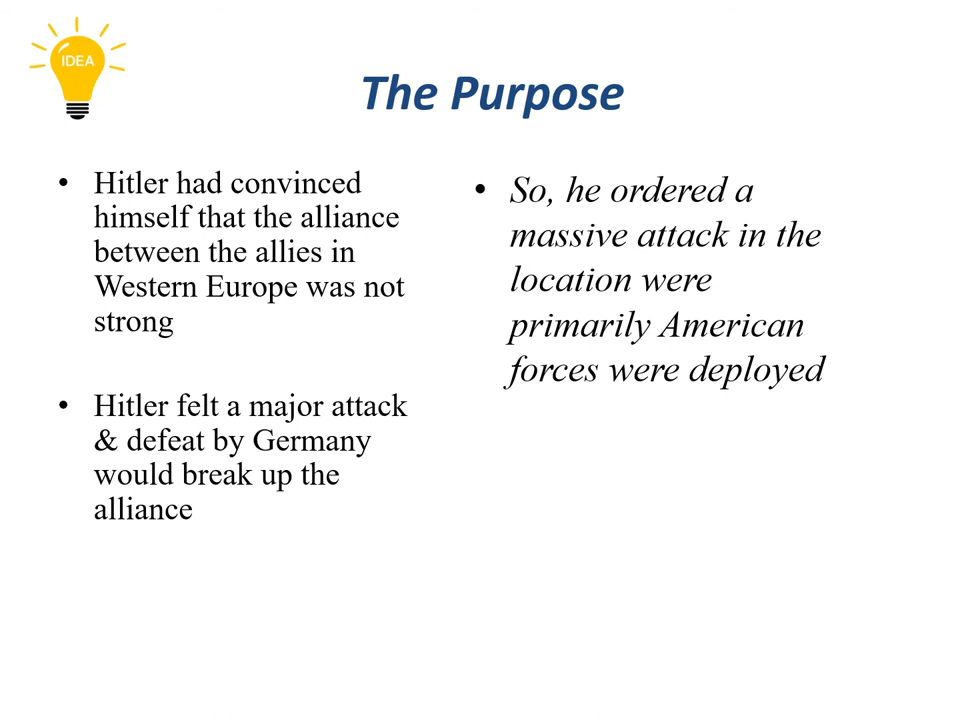 IDEA
The Purpose
• Hitler had convinced
himself that the alliance
between the allies in
Western Europe was not
strong
• Hitler felt a major attack
& defeat by Germany
would break up the
alliance
• So, he ordered a
massive attack in the
location were
primarily American
forces were deployed